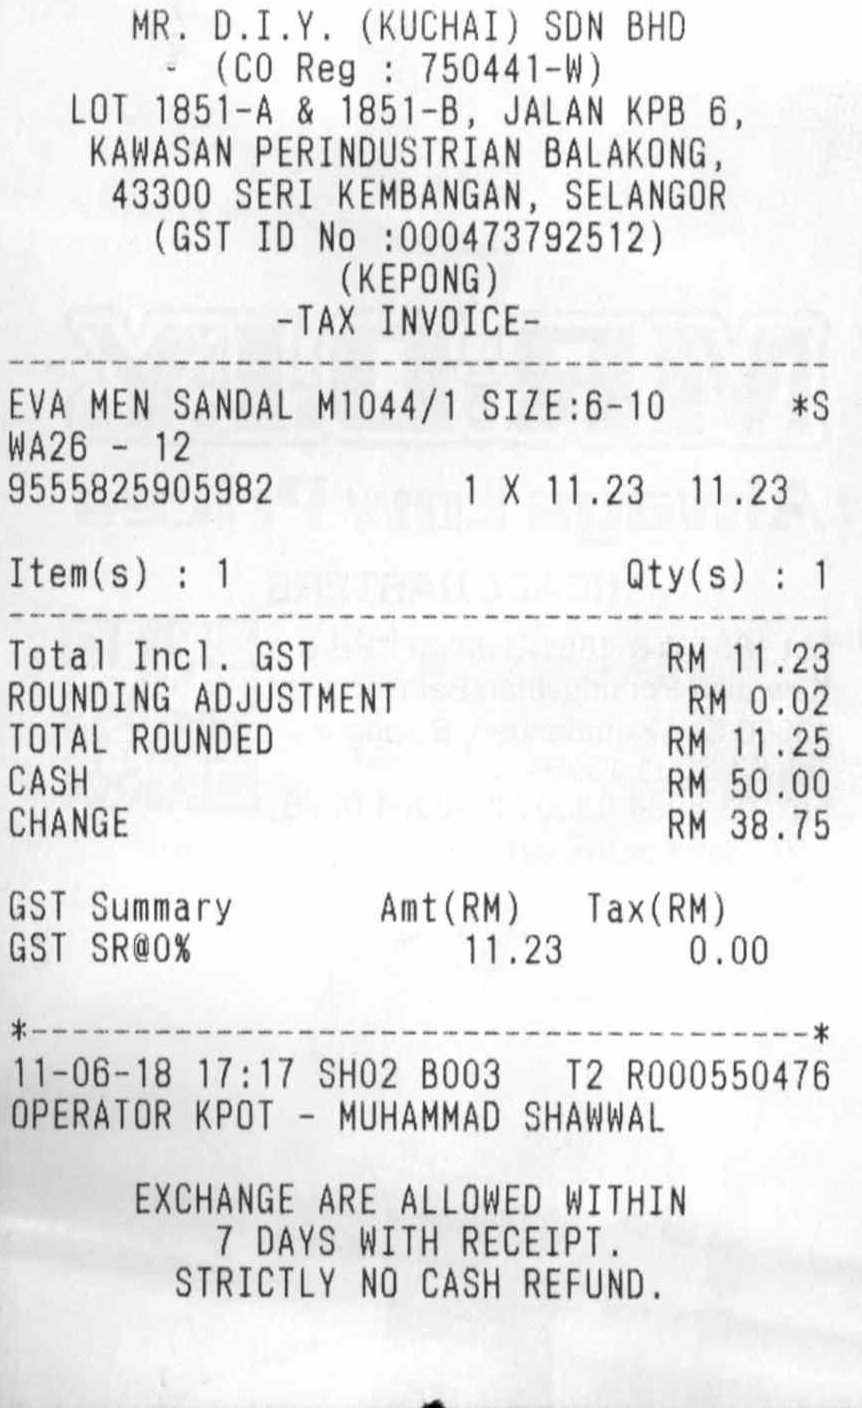 MR. D.I.Y. (KUCHAI) SDN BHD
(CO Reg : 750441-W)
LOT 1851-A & 1851-B, JALAN KPB 6,
KAWASAN PERINDUSTRIAN BALAKONG,
43300 SERI KEMBANGAN, SELANGOR
(GST ID No :000473792512)
(KEPONG)
-TAX INVOICE-
EVA MEN SANDAL M1044/1 SIZE:6-10 *S
WA26 - 12
9555825905982 1 X 11.23 11.23
Item(s) : 1 Qty(s) : 1
Total Incl. GST RM 11.23
ROUNDING ADJUSTMENT RM 0.02
TOTAL ROUNDED RM 11.25
CASH RM 50.00
CHANGE RM 38.75
GST Summary Amt(RM) Tax(RM)
GST SR@0% 11.23 0.00
*--------------------------------------*
11-06-18 17:17 SH02 B003 T2 R000550476
OPERATOR KPOT - MUHAMMAD SHAWWAL
EXCHANGE ARE ALLOWED WITHIN
7 DAYS WITH RECEIPT.
STRICTLY NO CASH REFUND.